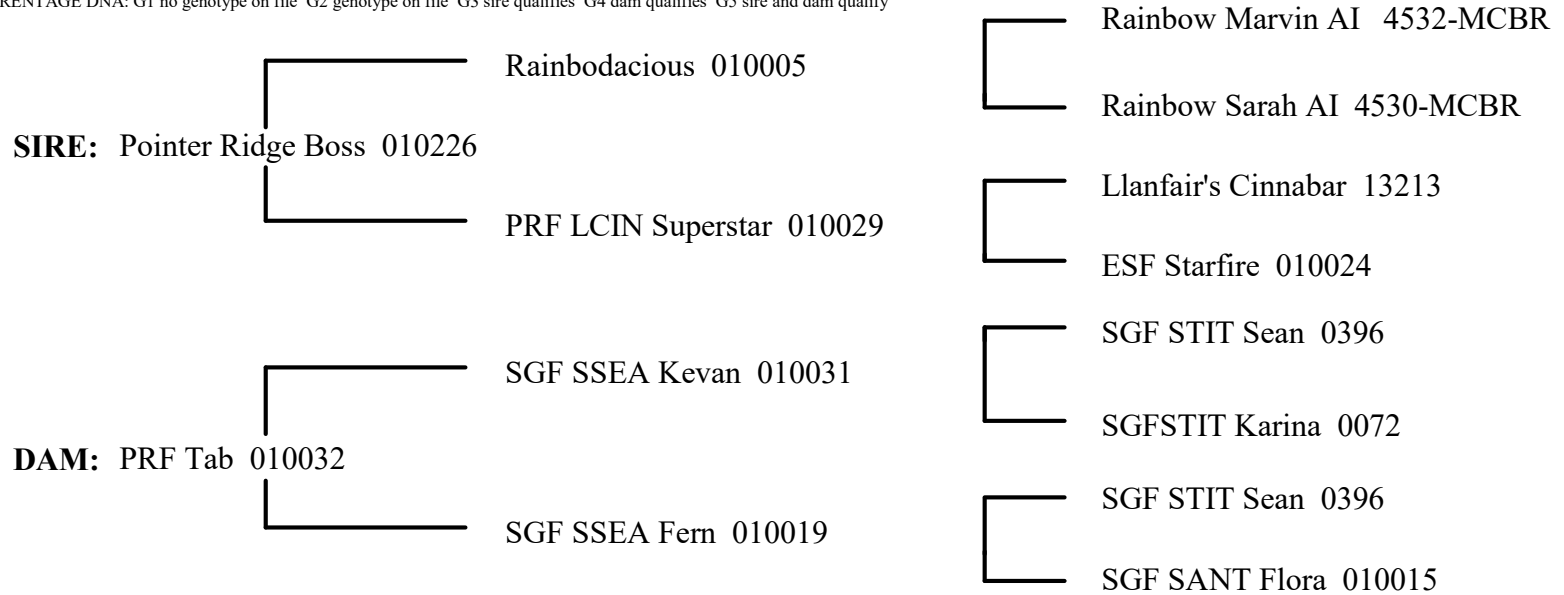 RENTAGE DNA: G1 no genotype on file G2 genotype on file G3 sire qualifies G4 dam qualifies G5 sire and dam qualify
Rainbow Marvin AI 4532-MCBR
Rainbodacious 010005
Rainbow Sarah AI 4530-MCBR
SIRE: Pointer Ridge Boss 010226
Llanfair's Cinnabar 13213
PRF LCIN Superstar 010029
ESF Starfire 010024
SGF STIT Sean 0396
SGF SSEA Kevan 010031
SGFSTIT Karina 0072
DAM: PRF Tab 010032
SGF STIT Sean 0396
SGF SSEA Fern 010019
SGF SANT Flora 010015